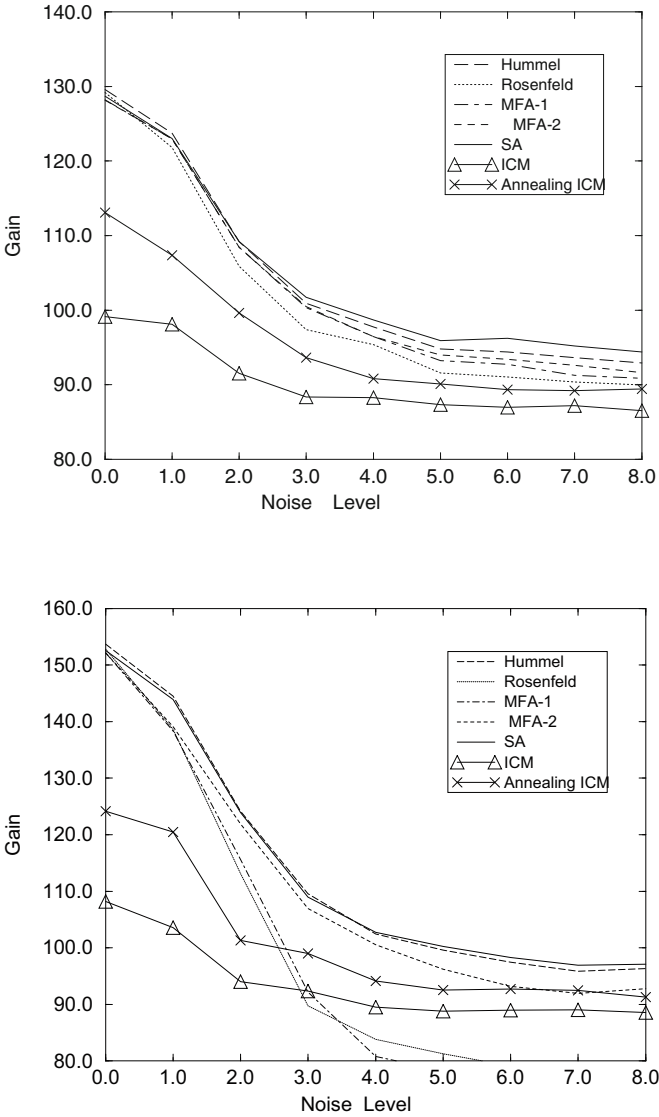 140.0
130.0
120.0
110.0
100.0
90.0
80.0
Gain
Hummel
Rosenfeld
MFA-1
MFA-2
SA
ICM
Annealing ICM
0.0 1.0 2.0 3.0 4.0 5.0 6.0 7.0 8.0
Noise Level
160.0
150.0
140.0
130.0
120.0
110.0
100.0
90.0
80.0
Gain
Hummel
Rosenfeld
MFA-1
MFA-2
SA
ICM
Annealing ICM
0.0 1.0 2.0 3.0 4.0 5.0 6.0 7.0 8.0
Noise Level